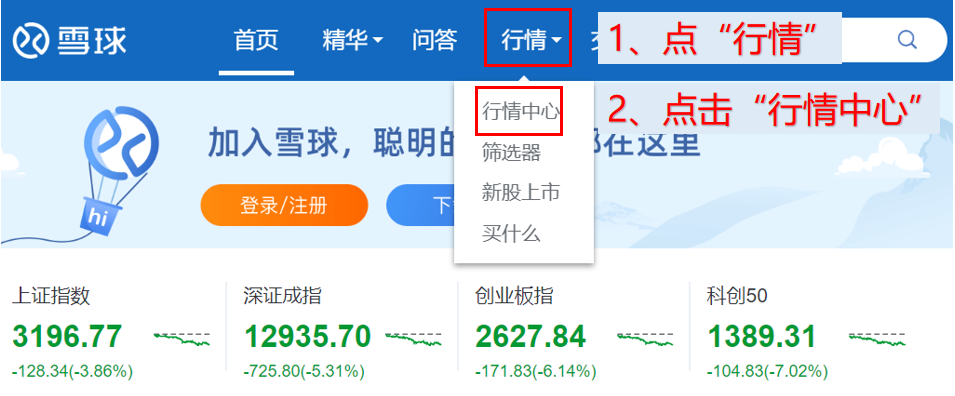 雪球 首页 精华 问答 行情 1、点“行情”
行情中心 2、点击“行情中心”
加入雪球，聪明的 在这里
筛选器
hi 登录/注册 下 新股上市
买什么
上证指数 深证成指 创业板指 科创50
3196.77 12935.70 2627.84 1389.31
-128.34(-3.86%) -725.80(-5.31%) -171.83(-6.14%) -104.83(-7.02%)